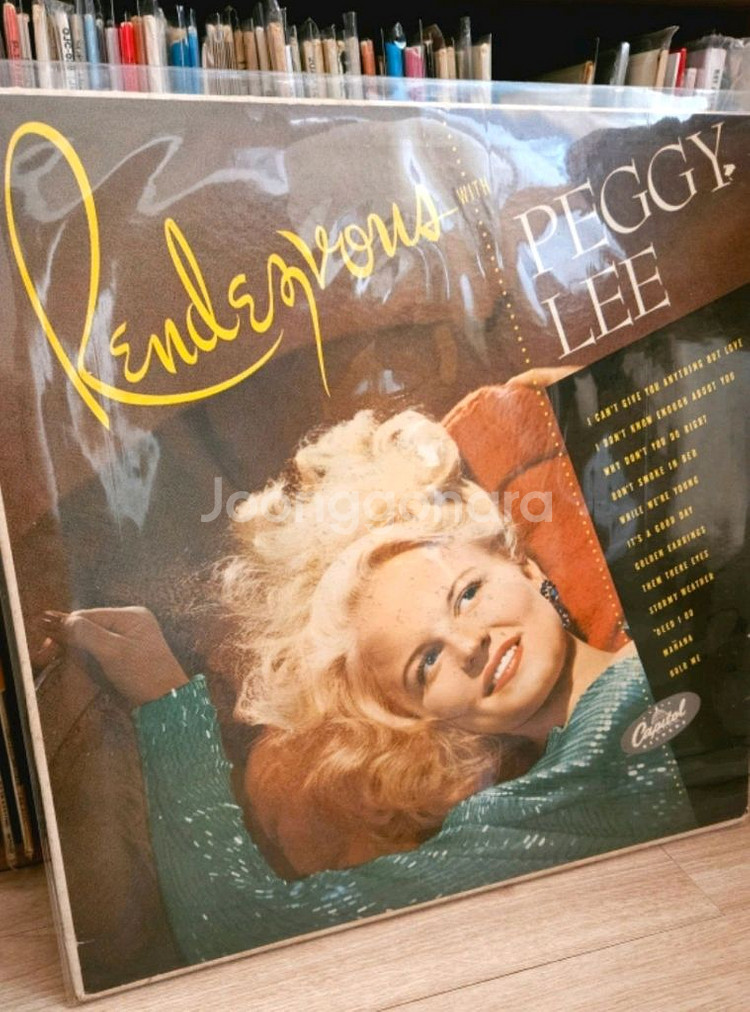 Rendezvous WITH
PEGGY
LEE
I CAN'T GIVE YOU ANYTHING BUT LOVE
I DON'T KNOW ENOUGH ABOUT YOU
WHY DON'T YOU DO RIGHT
DON'T SMOKE IN BED
WHILE WE'RE YOUNG
IT'S A GOOD DAY
GOLDEN EARRINGS
THEM THERE EYES
STORMY WEATHER
'DEED I DO
MAÑANA
HOLD ME
Capitol
Joonggonara